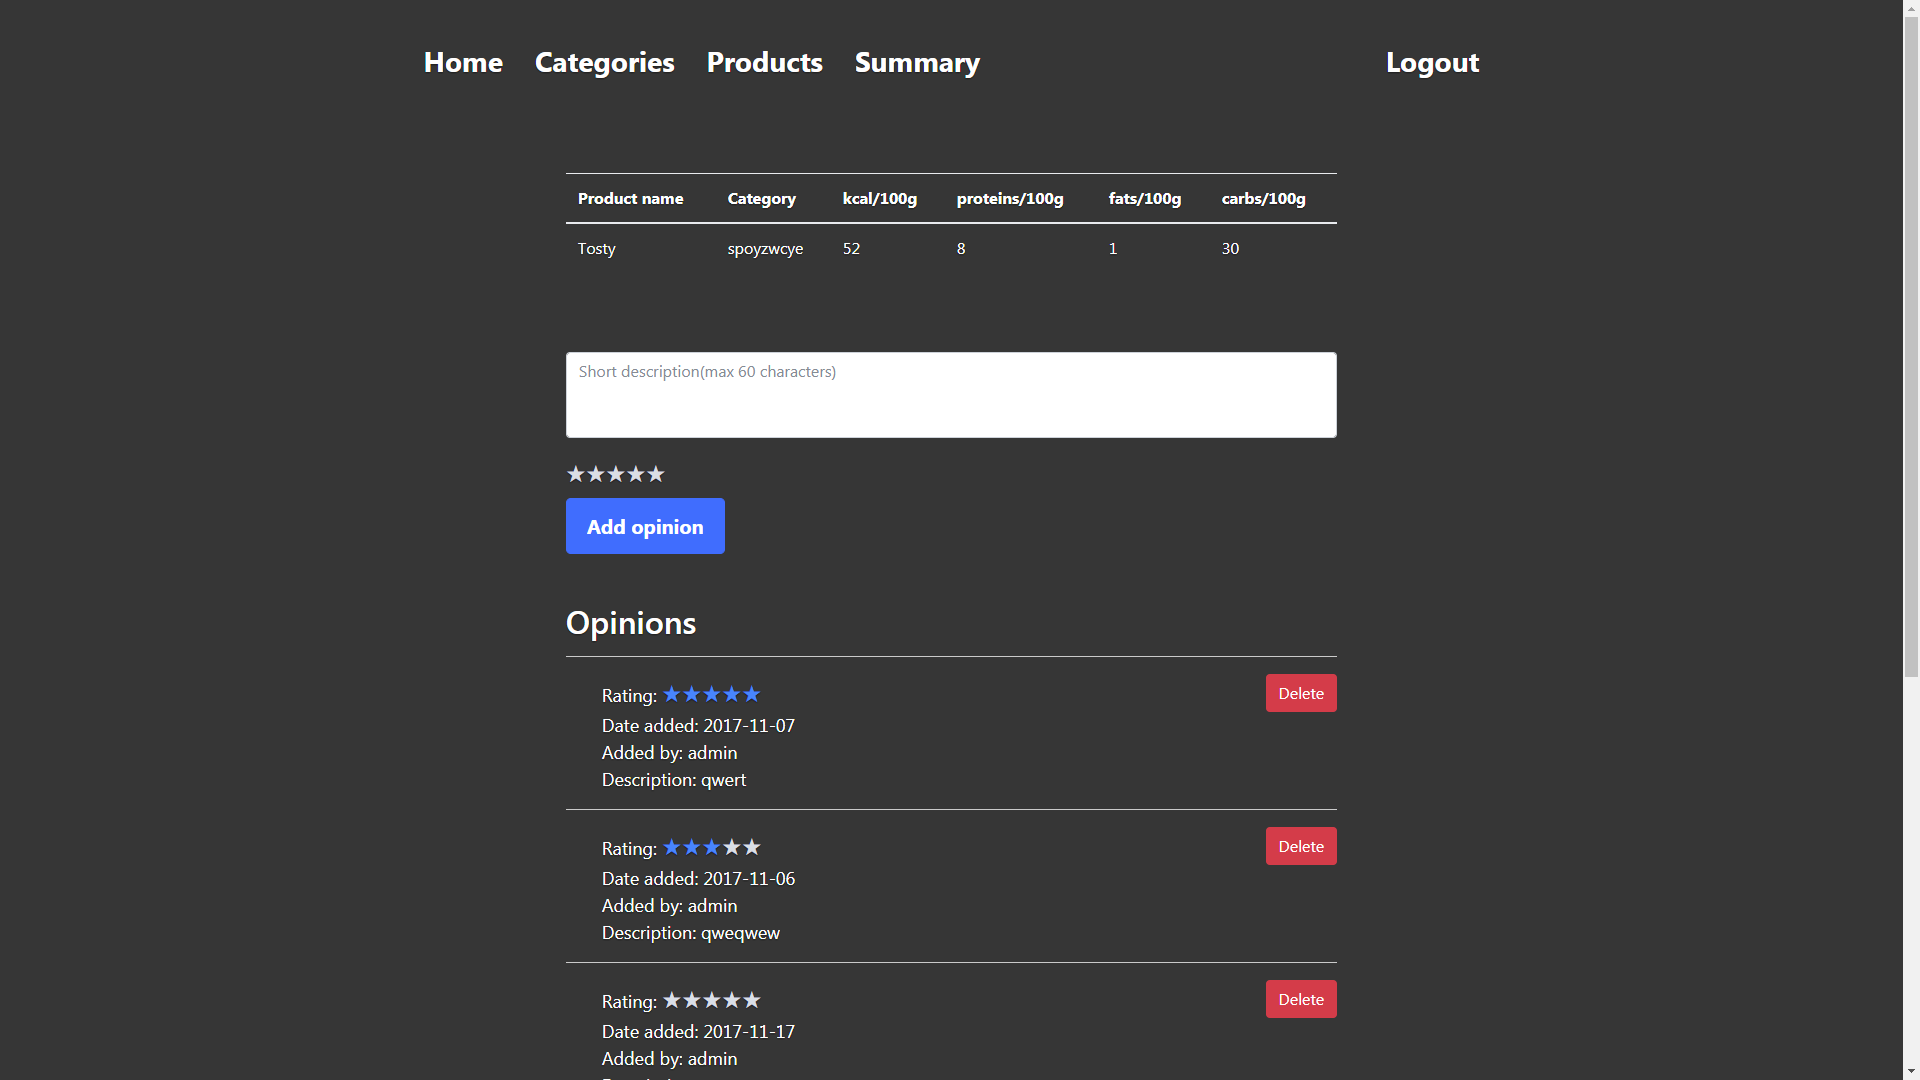 Home Categories Products Summary Logout
Product name Category kcal/100g proteins/100g fats/100g carbs/100g
Tosty spoyzwcye 52 8 1 30
Short description(max 60 characters)
★★★★★
Add opinion
Opinions
Rating: ★★★★★ Delete
Date added: 2017-11-07
Added by: admin
Description: qwert
Rating: ★★★★★ Delete
Date added: 2017-11-06
Added by: admin
Description: qweqwew
Rating: ★★★★★ Delete
Date added: 2017-11-17
Added by: admin